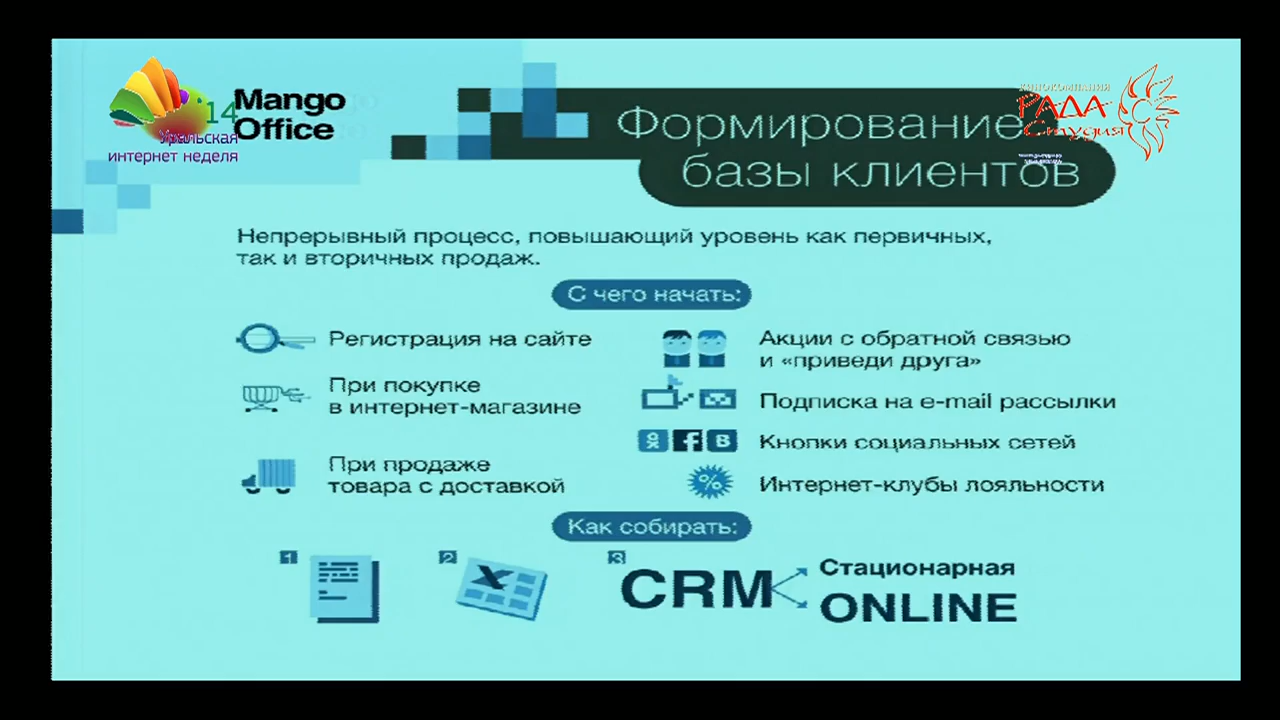 '14
Уральская
интернет неделя
Mango
Office
КИНОКОМПАНИЯ
РАДА
Студия
Формирование
базы клиентов
Непрерывный процесс, повышающий уровень как первичных,
так и вторичных продаж.
С чего начать:
Регистрация на сайте
При покупке
в интернет-магазине
При продаже
товара с доставкой
Акции с обратной связью
и «приведи друга»
Подписка на e-mail рассылки
Кнопки социальных сетей
Интернет-клубы лояльности
Как собирать:
1
2
3
CRM
Стационарная
ONLINE